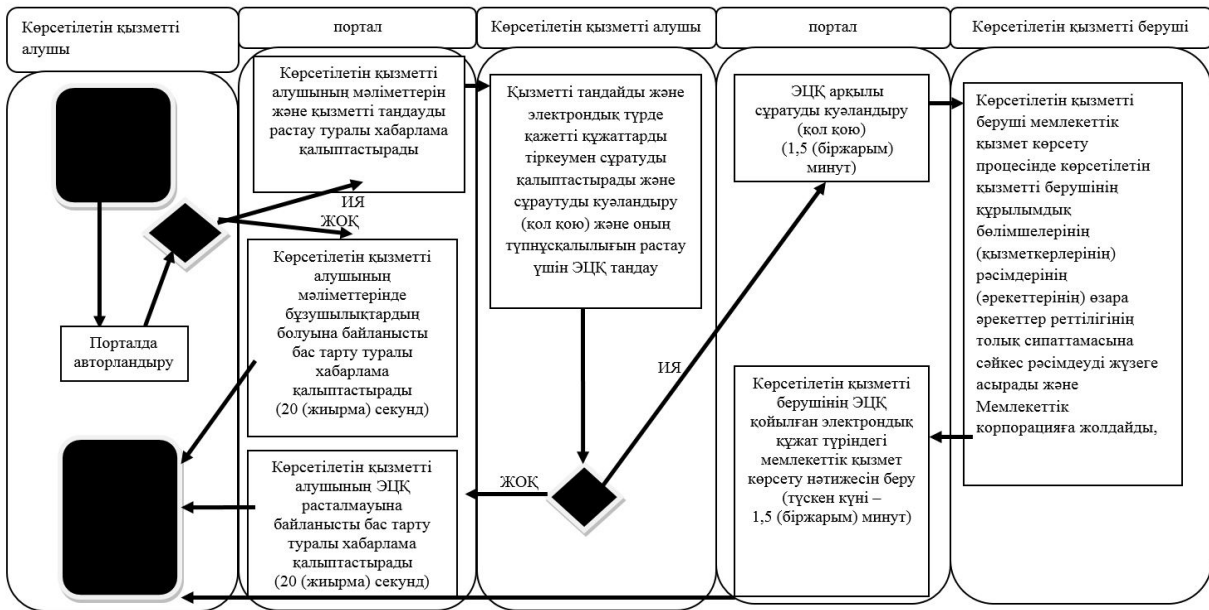 Көрсетілетін қызметті
алушы
портал
Көрсетілетін қызметті алушы
портал
Көрсетілетін қызметті беруші
Порталда
авторландыру
Көрсетілетін қызметті
алушының мәліметтерін
және қызметті таңдауды
растау туралы хабарлама
қалыптастырады
ИЯ
ЖОҚ
Көрсетілетін қызметті
алушының
мәліметтерінде
бұзушылықтардың
болуына байланысты
бас тарту туралы
хабарлама
қалыптастырады
(20 (жиырма) секунд)
Көрсетілетін қызметті
алушының ЭЦҚ
расталмауына
байланысты бас тарту
туралы хабарлама
қалыптастырады
(20 (жиырма) секунд)
Қызметті таңдайды және
электрондық түрде
қажетті құжаттарды
тіркеумен сұратуды
қалыптастырады және
сұраутуды куәландыру
(қол қою) және оның
түпнұсқалылығын растау
үшін ЭЦҚ таңдау
ЖОҚ
ИЯ
ЭЦҚ арқылы
сұратуды куәландыру
(қол қою)
(1,5 (біржарым)
минут)
Көрсетілетін қызметті
берушінің ЭЦҚ
қойылған электрондық
құжат түріндегі
мемлекеттік қызмет
көрсету нәтижесін беру
(түскен күні –
1,5 (біржарым) минут)
Көрсетілетін қызметті
беруші мемлекеттік
қызмет көрсету
процесінде көрсетілетін
қызметті берушінің
құрылымдық
бөлімшелерінің
(қызметкерлерінің)
рәсімдерінің
(әрекеттерінің) өзара
әрекеттер реттілігінің
толық сипаттамасына
сәйкес рәсімдеуді жүзеге
асырады және
Мемлекеттік
корпорацияға жолдайды,